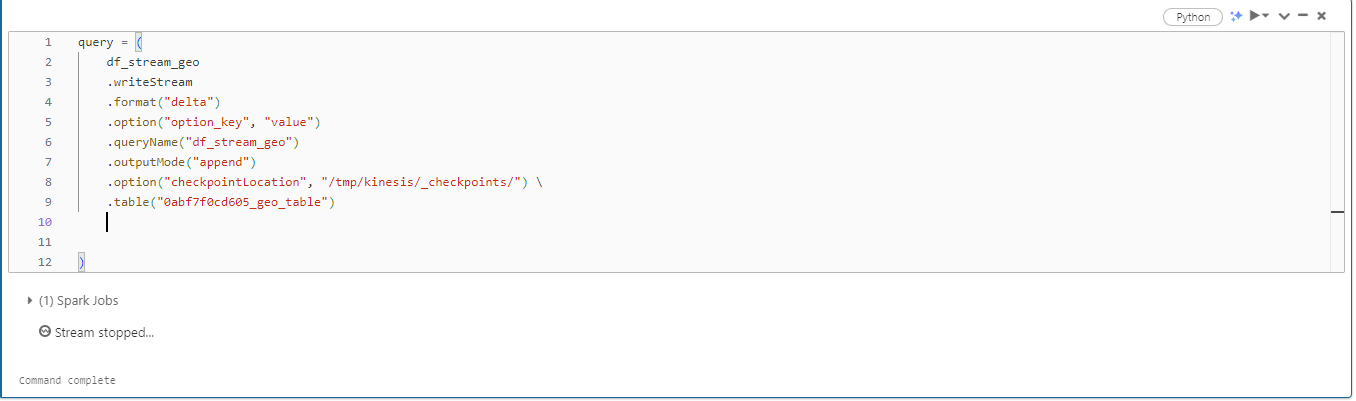 Python
1 query = (
2 df_stream_geo
3 .writeStream
4 .format("delta")
5 .option("option_key", "value")
6 .queryName("df_stream_geo")
7 .outputMode("append")
8 .option("checkpointLocation", "/tmp/kinesis/_checkpoints/") \
9 .table("0abf7f0cd605_geo_table")
10
11
12 )
(1) Spark Jobs
Stream stopped...
Command complete